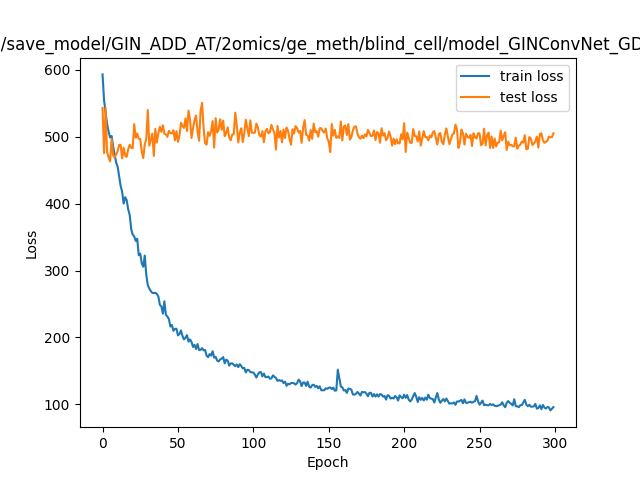 /save_model/GIN_ADD_AT/2omics/ge_meth/blind_cell/model_GINConvNet_GD
train loss
test loss
600
500
400
300
200
100
Loss
0 50 100 150 200 250 300
Epoch